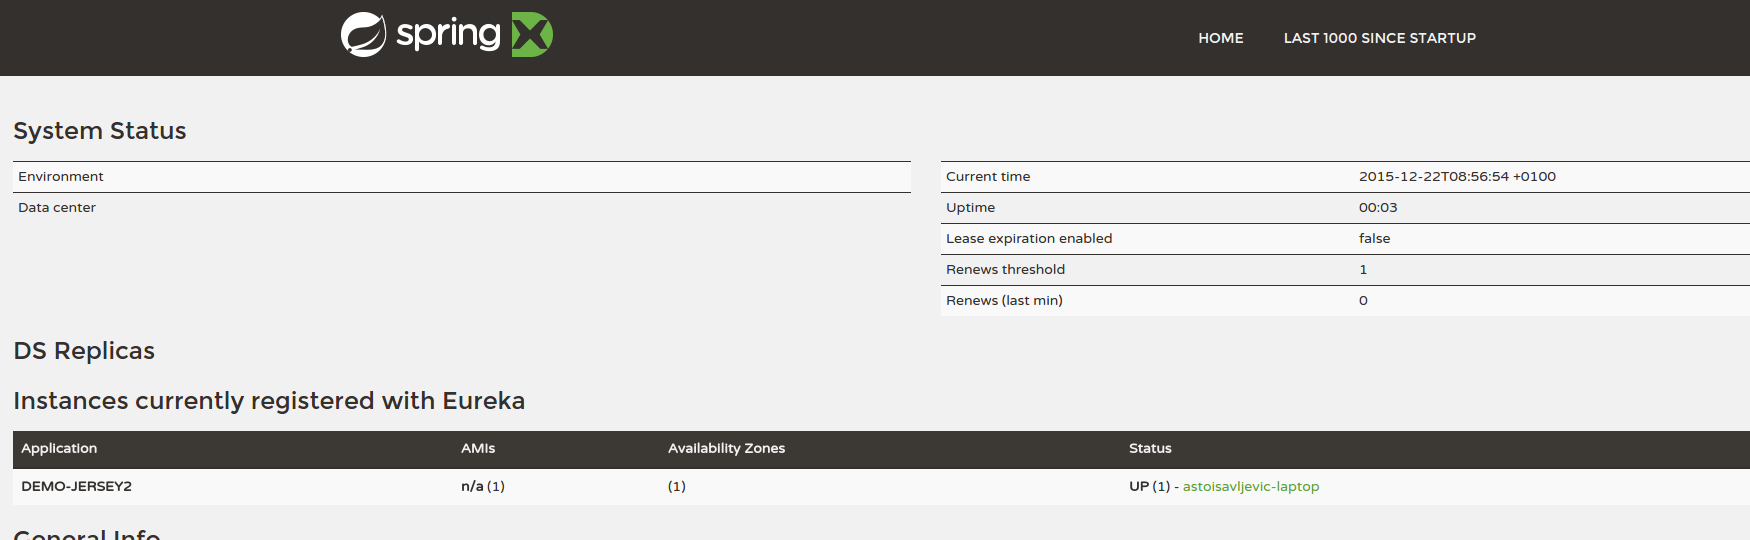 spring
HOME LAST 1000 SINCE STARTUP
System Status
Environment
Data center
Current time 2015-12-22T08:56:54 +0100
Uptime 00:03
Lease expiration enabled false
Renews threshold 1
Renews (last min) 0
DS Replicas
Instances currently registered with Eureka
Application AMIs Availability Zones Status
DEMO-JERSEY2 n/a (1) (1) UP (1) - astoisavljevic-laptop
General Info